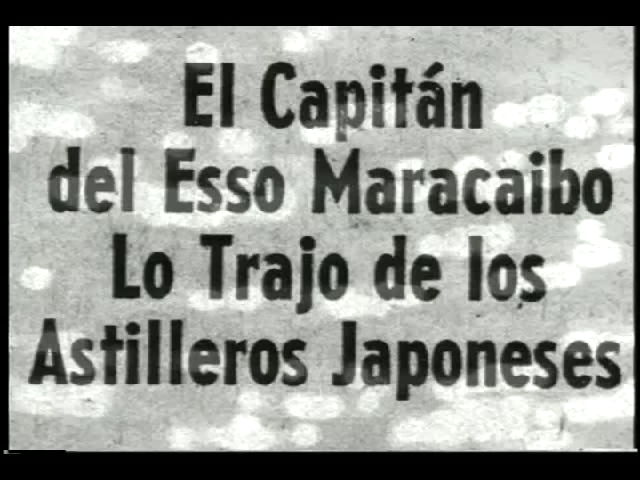 El Capitán
del Esso Maracaibo
Lo Trajo de los
Astilleros Japoneses